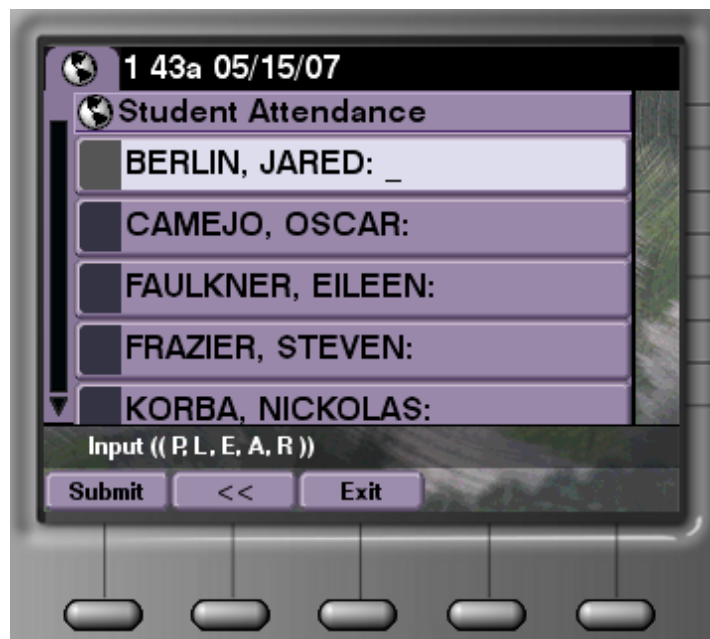 1 43a 05/15/07
Student Attendance
BERLIN, JARED: _
CAMEJO, OSCAR:
FAULKNER, EILEEN:
FRAZIER, STEVEN:
KORBA, NICKOLAS:
Input (( P, L, E, A, R ))
Submit << Exit